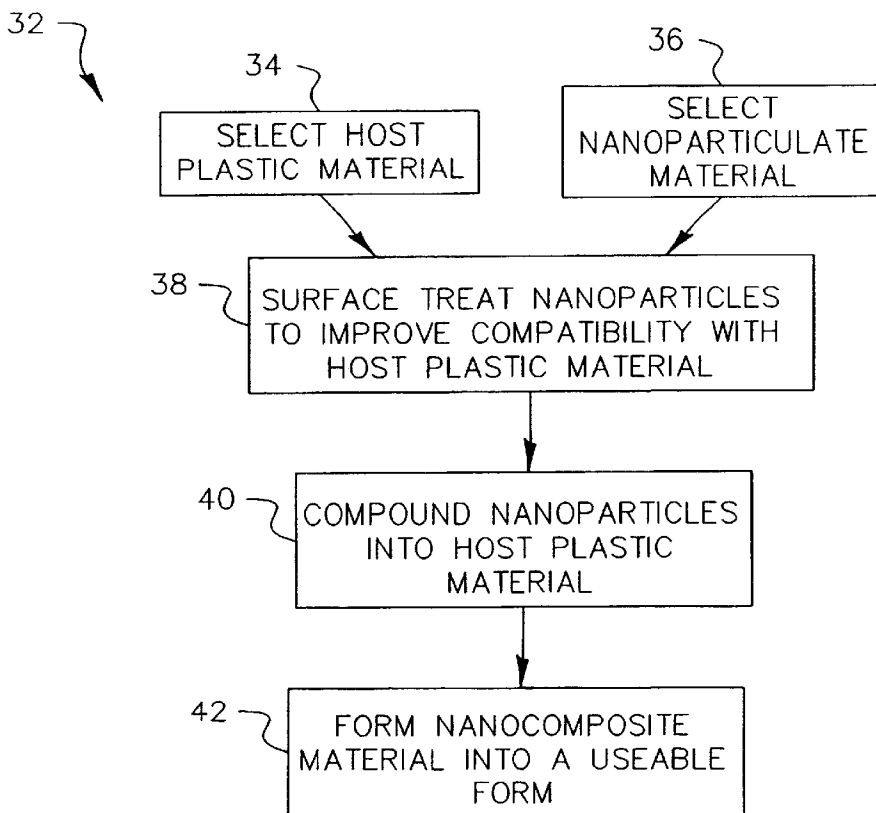 32
34
SELECT HOST
PLASTIC MATERIAL
36
SELECT
NANOPARTICULATE
MATERIAL
38
SURFACE TREAT NANOPARTICLES
TO IMPROVE COMPATIBILITY WITH
HOST PLASTIC MATERIAL
40
COMPOUND NANOPARTICLES
INTO HOST PLASTIC
MATERIAL
42
FORM NANOCOMPOSITE
MATERIAL INTO A USEABLE
FORM